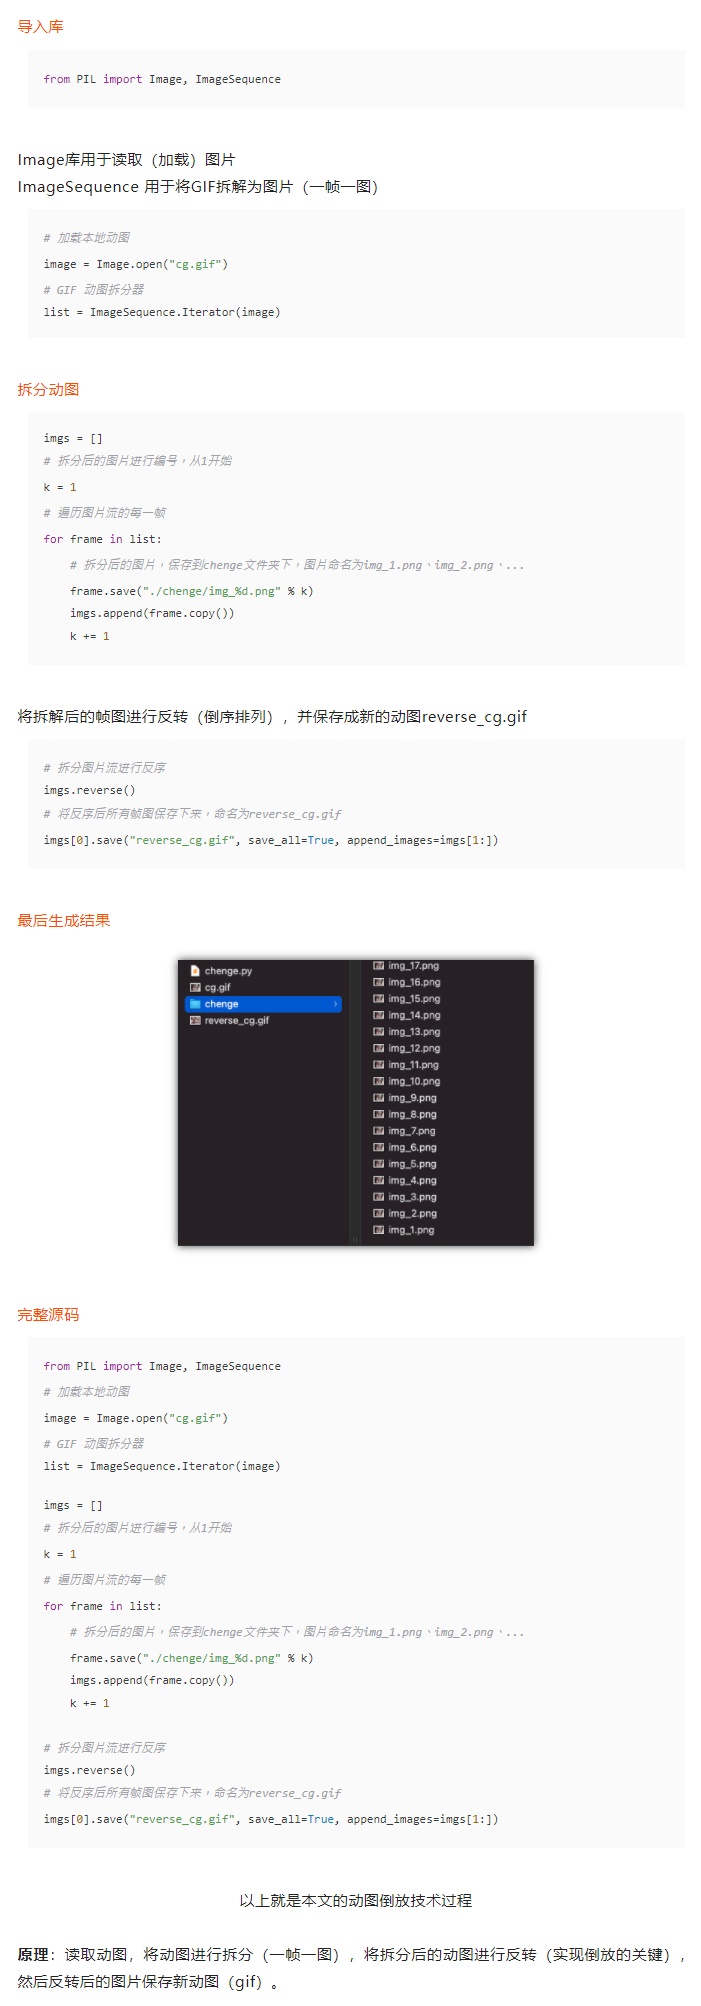 导入库
from PIL import Image, ImageSequence
Image库用于读取（加载）图片
ImageSequence 用于将GIF拆解为图片（一帧一图）
# 加载本地动图
image = Image.open("cg.gif")
# GIF 动图拆分器
list = ImageSequence.Iterator(image)
拆分动图
imgs = []
# 拆分后的图片进行编号，从1开始
k = 1
# 遍历图片流的每一帧
for frame in list:
# 拆分后的图片，保存到chenge文件夹下，图片命名为img_1.png、img_2.png、...
frame.save("./chenge/img_%d.png" % k)
imgs.append(frame.copy())
k += 1
将拆解后的帧图进行反转（倒序排列），并保存成新的动图reverse_cg.gif
# 拆分图片流进行反序
imgs.reverse()
# 将反序后所有帧图保存下来，命名为reverse_cg.gif
imgs[0].save("reverse_cg.gif", save_all=True, append_images=imgs[1:])
最后生成结果
chenge.py
cg.gif
chenge
reverse_cg.gif
img_17.png
img_16.png
img_15.png
img_14.png
img_13.png
img_12.png
img_11.png
img_10.png
img_9.png
img_8.png
img_7.png
img_6.png
img_5.png
img_4.png
img_3.png
img_2.png
img_1.png
完整源码
from PIL import Image, ImageSequence
# 加载本地动图
image = Image.open("cg.gif")
# GIF 动图拆分器
list = ImageSequence.Iterator(image)
imgs = []
# 拆分后的图片进行编号，从1开始
k = 1
# 遍历图片流的每一帧
for frame in list:
# 拆分后的图片，保存到chenge文件夹下，图片命名为img_1.png、img_2.png、...
frame.save("./chenge/img_%d.png" % k)
imgs.append(frame.copy())
k += 1
# 拆分图片流进行反序
imgs.reverse()
# 将反序后所有帧图保存下来，命名为reverse_cg.gif
imgs[0].save("reverse_cg.gif", save_all=True, append_images=imgs[1:])
以上就是本文的动图倒放技术过程
原理：读取动图，将动图进行拆分（一帧一图），将拆分后的动图进行反转（实现倒放的关键），
然后反转后的图片保存新动图（gif）。